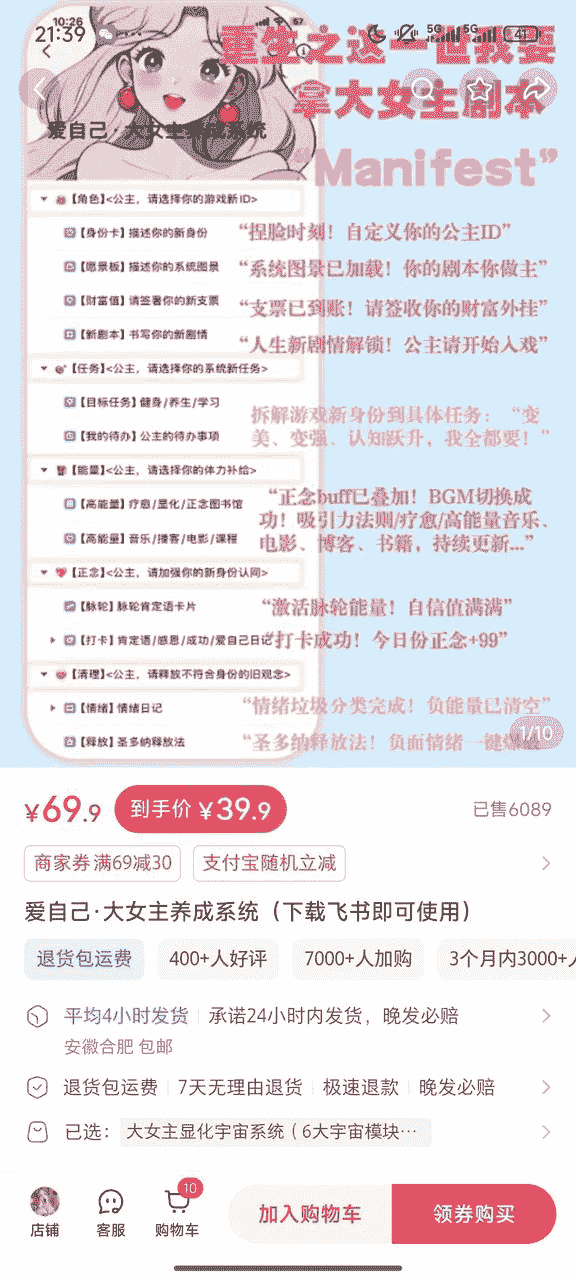 10:26
21:39
5G
5G
41
重生之这一世我要
拿大女主剧本
爱自己·大女主养成系统
“Manifest”
【角色】<公主，请选择你的游戏新ID>
【身份卡】描述你的新身份
“捏脸时刻！自定义你的公主ID”
【愿景板】描述你的系统图景
“系统图景已加载！你的剧本你做主”
【财富值】请签署你的新支票
“支票已到账！请签收你的财富外挂”
【新剧本】书写你的新剧情
“人生新剧情解锁！公主请开始入戏”
【任务】<公主，请选择你的系统新任务>
【目标任务】健身/养生/学习
拆解游戏新身份到具体任务：“变
【我的待办】公主的待办事项
美、变强、认知跃升，我全都要！”
【能量】<公主，请选择你的体力补给>
【高能量】疗愈/显化/正念图书馆
“正念buff已叠加！BGM切换成
功！吸引力法则/疗愈/高能量音乐、
【高能量】音乐/播客/电影/课程
电影、博客、书籍，持续更新...”
【正念】<公主，请加强你的新身份认同>
【脉轮】脉轮肯定语卡片
“激活脉轮能量！自信值满满”
【打卡】肯定语/感恩/成功/爱自己日记
“打卡成功！今日份正念+99”
【清理】<公主，请释放不符合身份的旧观念>
【情绪】情绪日记
“情绪垃圾分类完成！负能量已清空”
【释放】圣多纳释放法
“圣多纳释放法！负面情绪一键
1/10
¥69.9
到手价 ¥39.9
已售6089
商家券 满69减30
支付宝随机立减
爱自己·大女主养成系统（下载飞书即可使用）
退货包运费
400+人好评
7000+人加购
3个月内3000+人
平均4小时发货
承诺24小时内发货，晚发必赔
安徽合肥 包邮
退货包运费
7天无理由退货
极速退款
晚发必赔
已选：
大女主显化宇宙系统（6大宇宙模块…
10
店铺
客服
购物车
加入购物车
领券购买